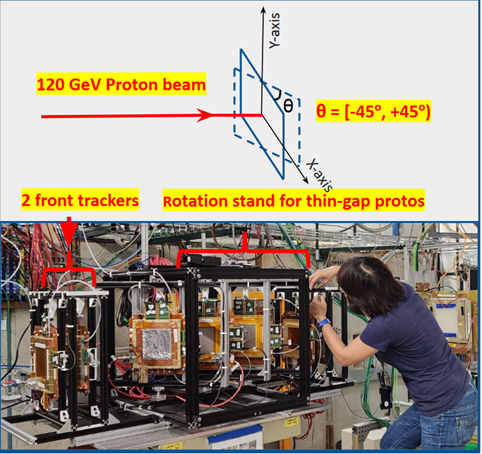 Y-axis
120 GeV Proton beam
θ
θ = [-45°, +45°)
X-axis
2 front trackers
Rotation stand for thin-gap protos